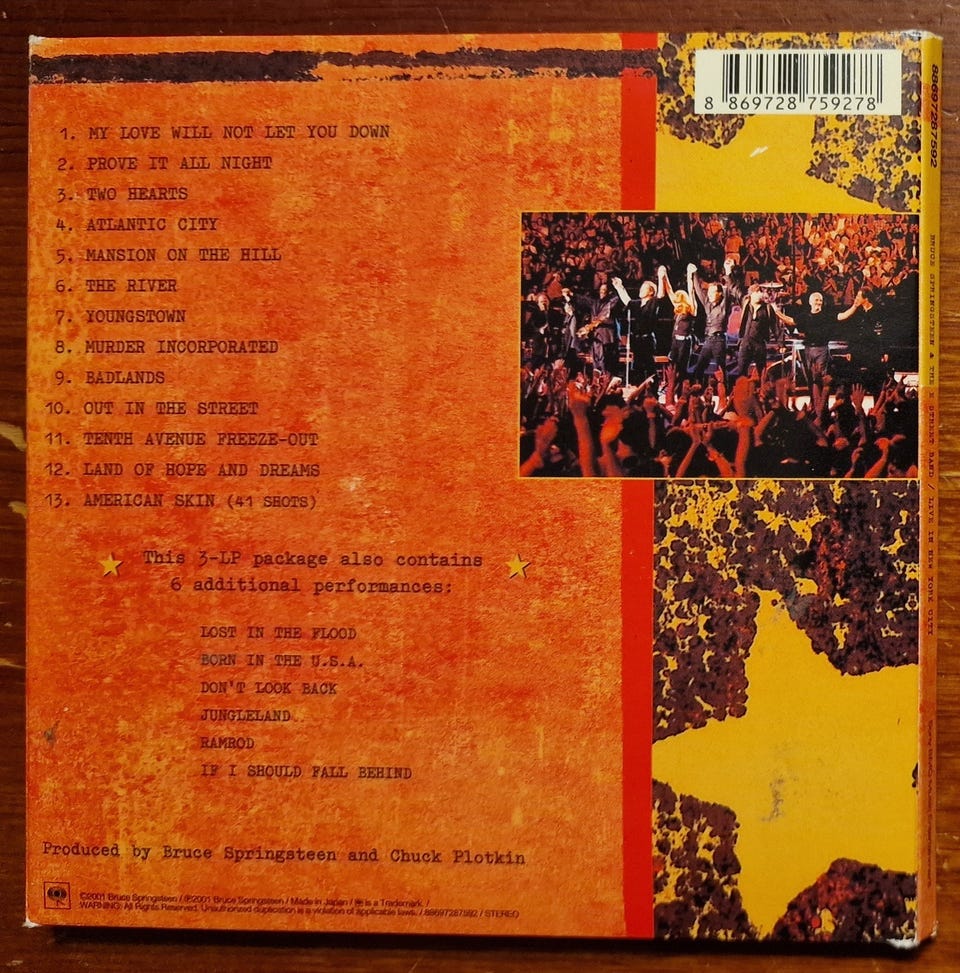 8 869728 759278
1. MY LOVE WILL NOT LET YOU DOWN
2. PROVE IT ALL NIGHT
3. TWO HEARTS
4. ATLANTIC CITY
5. MANSION ON THE HILL
6. THE RIVER
7. YOUNGSTOWN
8. MURDER INCORPORATED
9. BADLANDS
10. OUT IN THE STREET
11. TENTH AVENUE FREEZE-OUT
12. LAND OF HOPE AND DREAMS
13. AMERICAN SKIN (41 SHOTS)
This 3-LP package also contains
6 additional performances:
LOST IN THE FLOOD
BORN IN THE U.S.A.
DON'T LOOK BACK
JUNGLELAND
RAMROD
IF I SHOULD FALL BEHIND
Produced by Bruce Springsteen and Chuck Plotkin
©2001 Bruce Springsteen / ℗2001 Bruce Springsteen / Made in Japan / is a Trademark. /
WARNING: All Rights Reserved. Unauthorized duplication is a violation of applicable laws. / 88697287592 / STEREO
88697287592
BRUCE SPRINGSTEEN & THE E STREET BAND / LIVE IN NEW YORK CITY